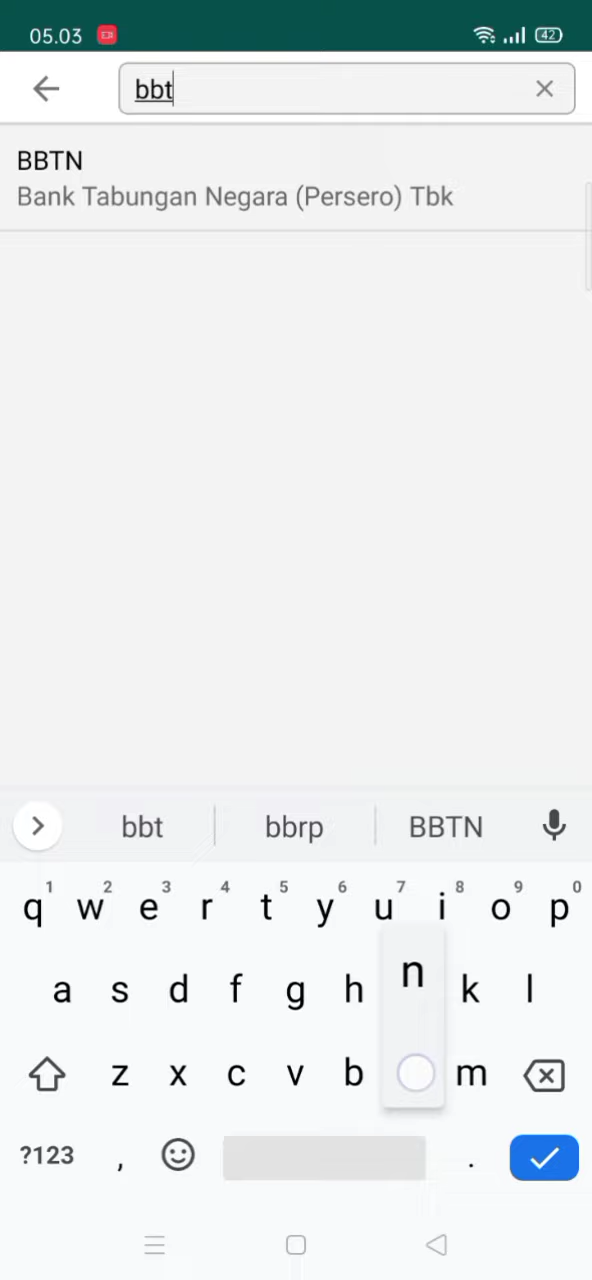 05.03
42
bbt
BBTN
Bank Tabungan Negara (Persero) Tbk
bbt bbrp BBTN
1 2 3 4 5 6 7 8 9 0
q w e r t y u i o p
a s d f g h n k l
z x c v b m
?123 , .